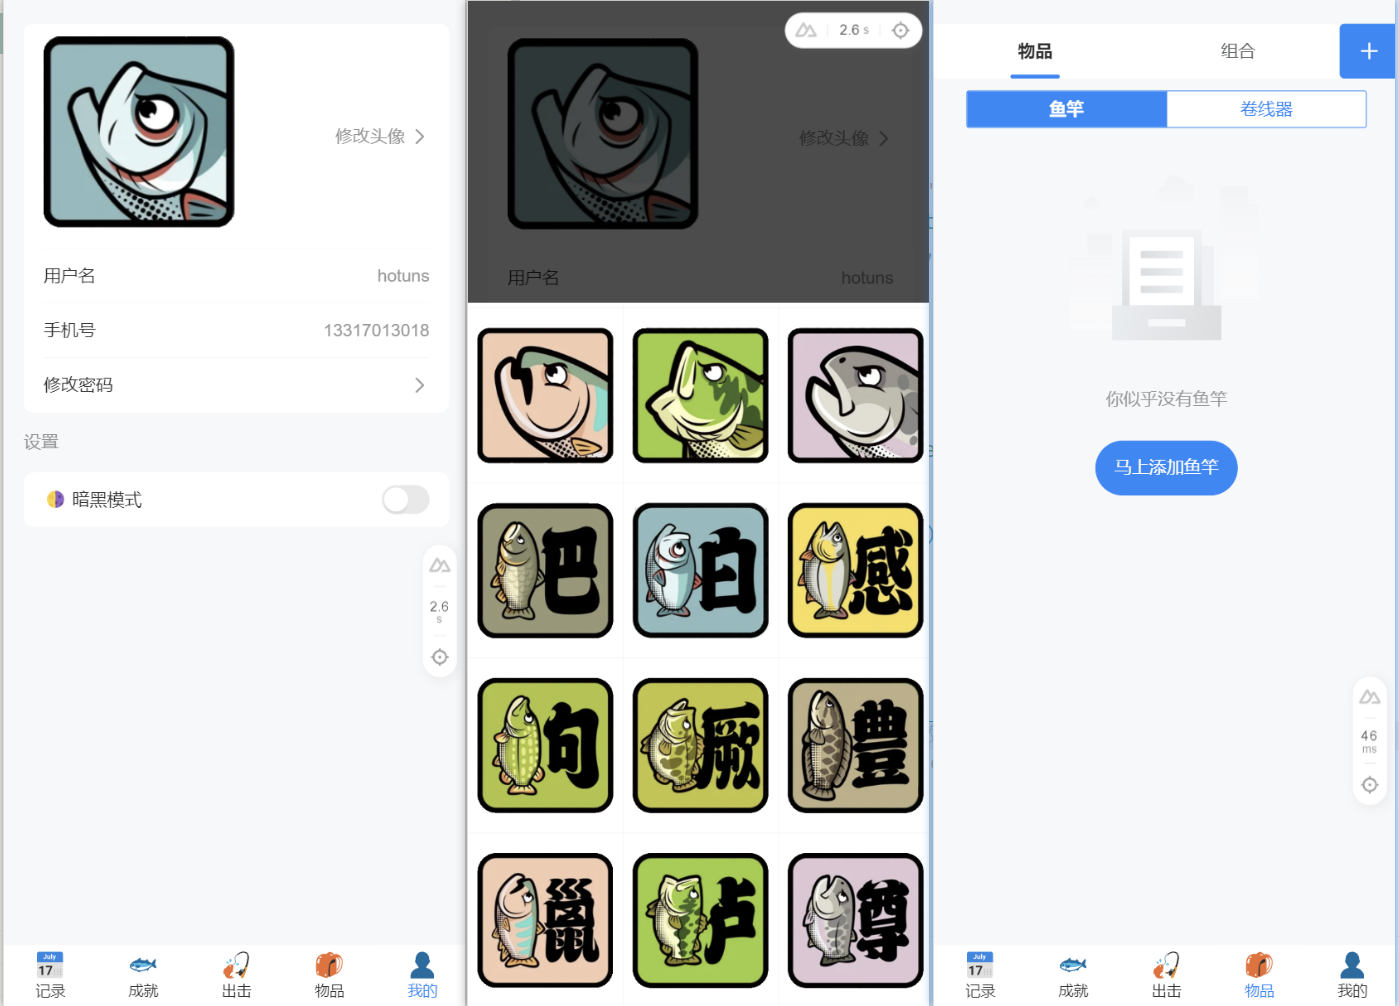 修改头像
用户名 hotuns
手机号 13317013018
修改密码
设置
暗黑模式
2.6
s
July
17
记录 成就 出击 物品 我的
2.6 s
修改头像
用户名 hotuns
巴 白 感
句 厥 豐
鬣 卢 尊
物品 组合 +
鱼竿 卷线器
你似乎没有鱼竿
马上添加鱼竿
46
ms
July
17
记录 成就 出击 物品 我的